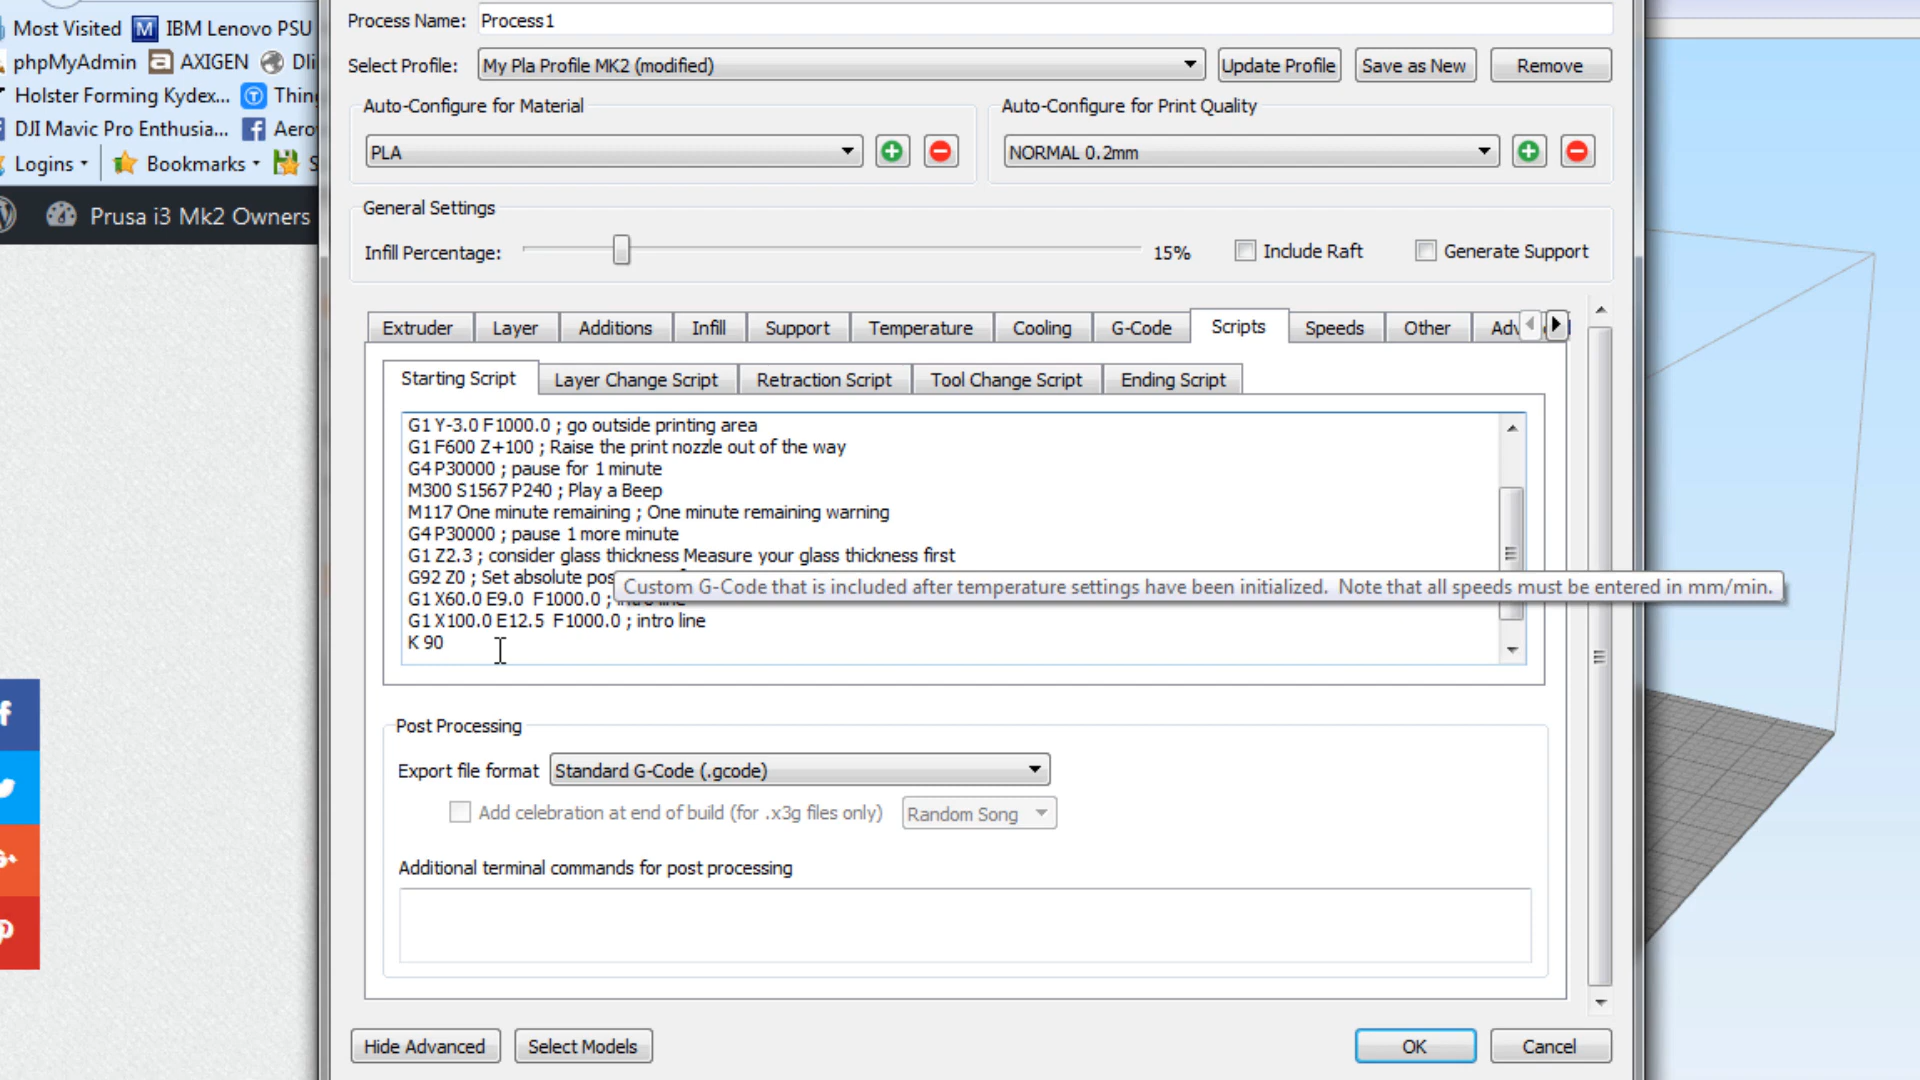 Process Name: Process1
Most Visited IBM Lenovo PSU
phpMyAdmin AXIGEN
Select Profile: My Pla Profile MK2 (modified) Update Profile Save as New Remove
Holster Forming Kydex...
Auto-Configure for Material Auto-Configure for Print Quality
DJI Mavic Pro Enthusia...
PLA NORMAL 0.2mm
Logins Bookmarks
Prusa i3 Mk2 Owners
General Settings
Infill Percentage: 15% Include Raft Generate Support
Extruder Layer Additions Infill Support Temperature Cooling G-Code Scripts Speeds Other
Starting Script Layer Change Script Retraction Script Tool Change Script Ending Script
G1 Y-3.0 F1000.0 ; go outside printing area
G1 F600 Z+100 ; Raise the print nozzle out of the way
G4 P30000 ; pause for 1 minute
M300 S1567 P240 ; Play a Beep
M117 One minute remaining ; One minute remaining warning
G4 P30000 ; pause 1 more minute
G1 Z2.3 ; consider glass thickness Measure your glass thickness first
G92 Z0 ; Set absolute
Custom G-Code that is included after temperature settings have been initialized. Note that all speeds must be entered in mm/min.
G1 X60.0 E9.0 F1000.0 ; intro line
G1 X100.0 E12.5 F1000.0 ; intro line
K 90
Post Processing
Export file format Standard G-Code (.gcode)
Add celebration at end of build (for .x3g files only) Random Song
Additional terminal commands for post processing
Hide Advanced Select Models OK Cancel